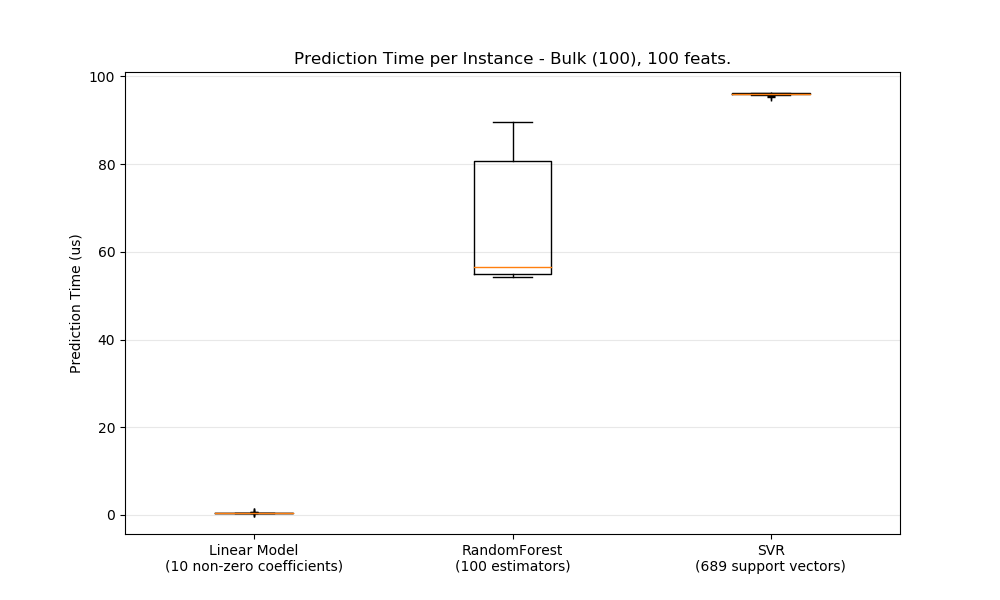 Prediction Time per Instance - Bulk (100), 100 feats.
100
80
60
40
20
0
Prediction Time (us)
Linear Model
(10 non-zero coefficients)
RandomForest
(100 estimators)
SVR
(689 support vectors)